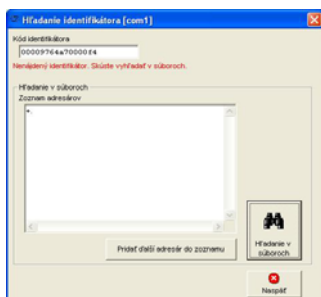 Hľadanie identifikátora [com1]
Kód identifikátora
00009764a70000f4
Nenájdený identifikátor. Skúste vyhľadať v súboroch.
Hľadanie v súboroch
Zoznam adresárov
Pridať ďalší adresár do zoznamu
Hľadanie v
súboroch
Naspäť